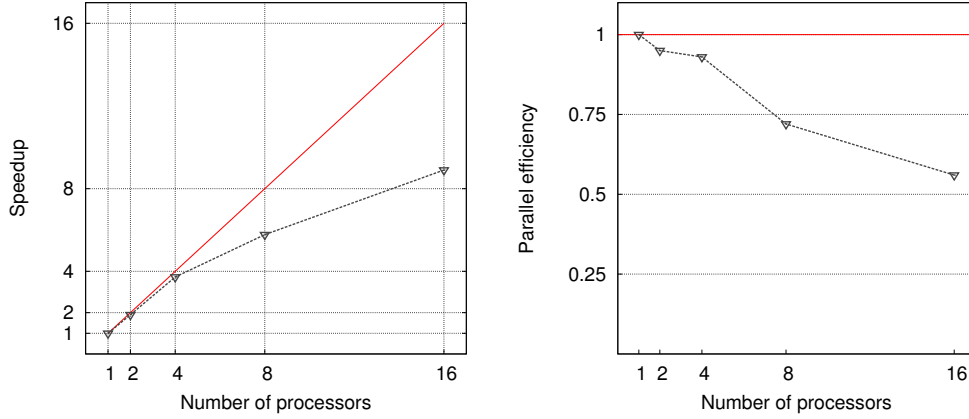 16
8
4
2
1
1 2 4 8 16
Speedup
Number of processors
1
0.75
0.5
0.25
1 2 4 8 16
Parallel efficiency
Number of processors